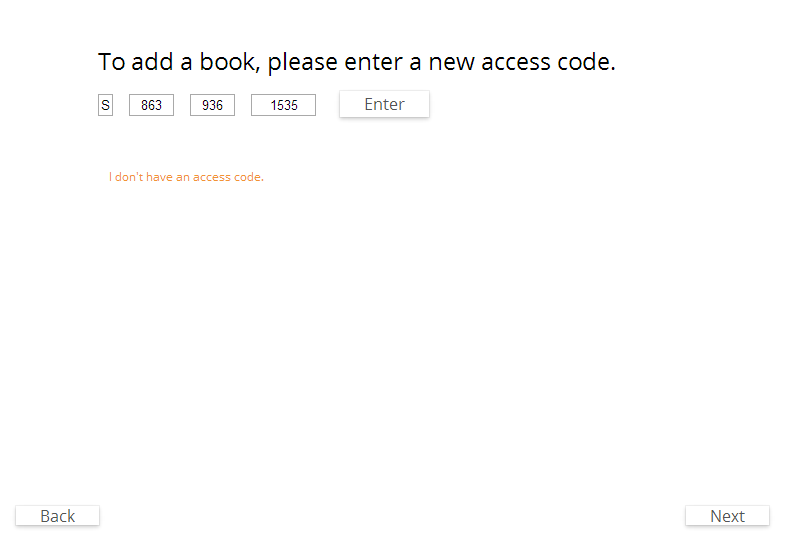 To add a book, please enter a new access code.
S 863 936 1535 Enter
I don't have an access code.
Back Next